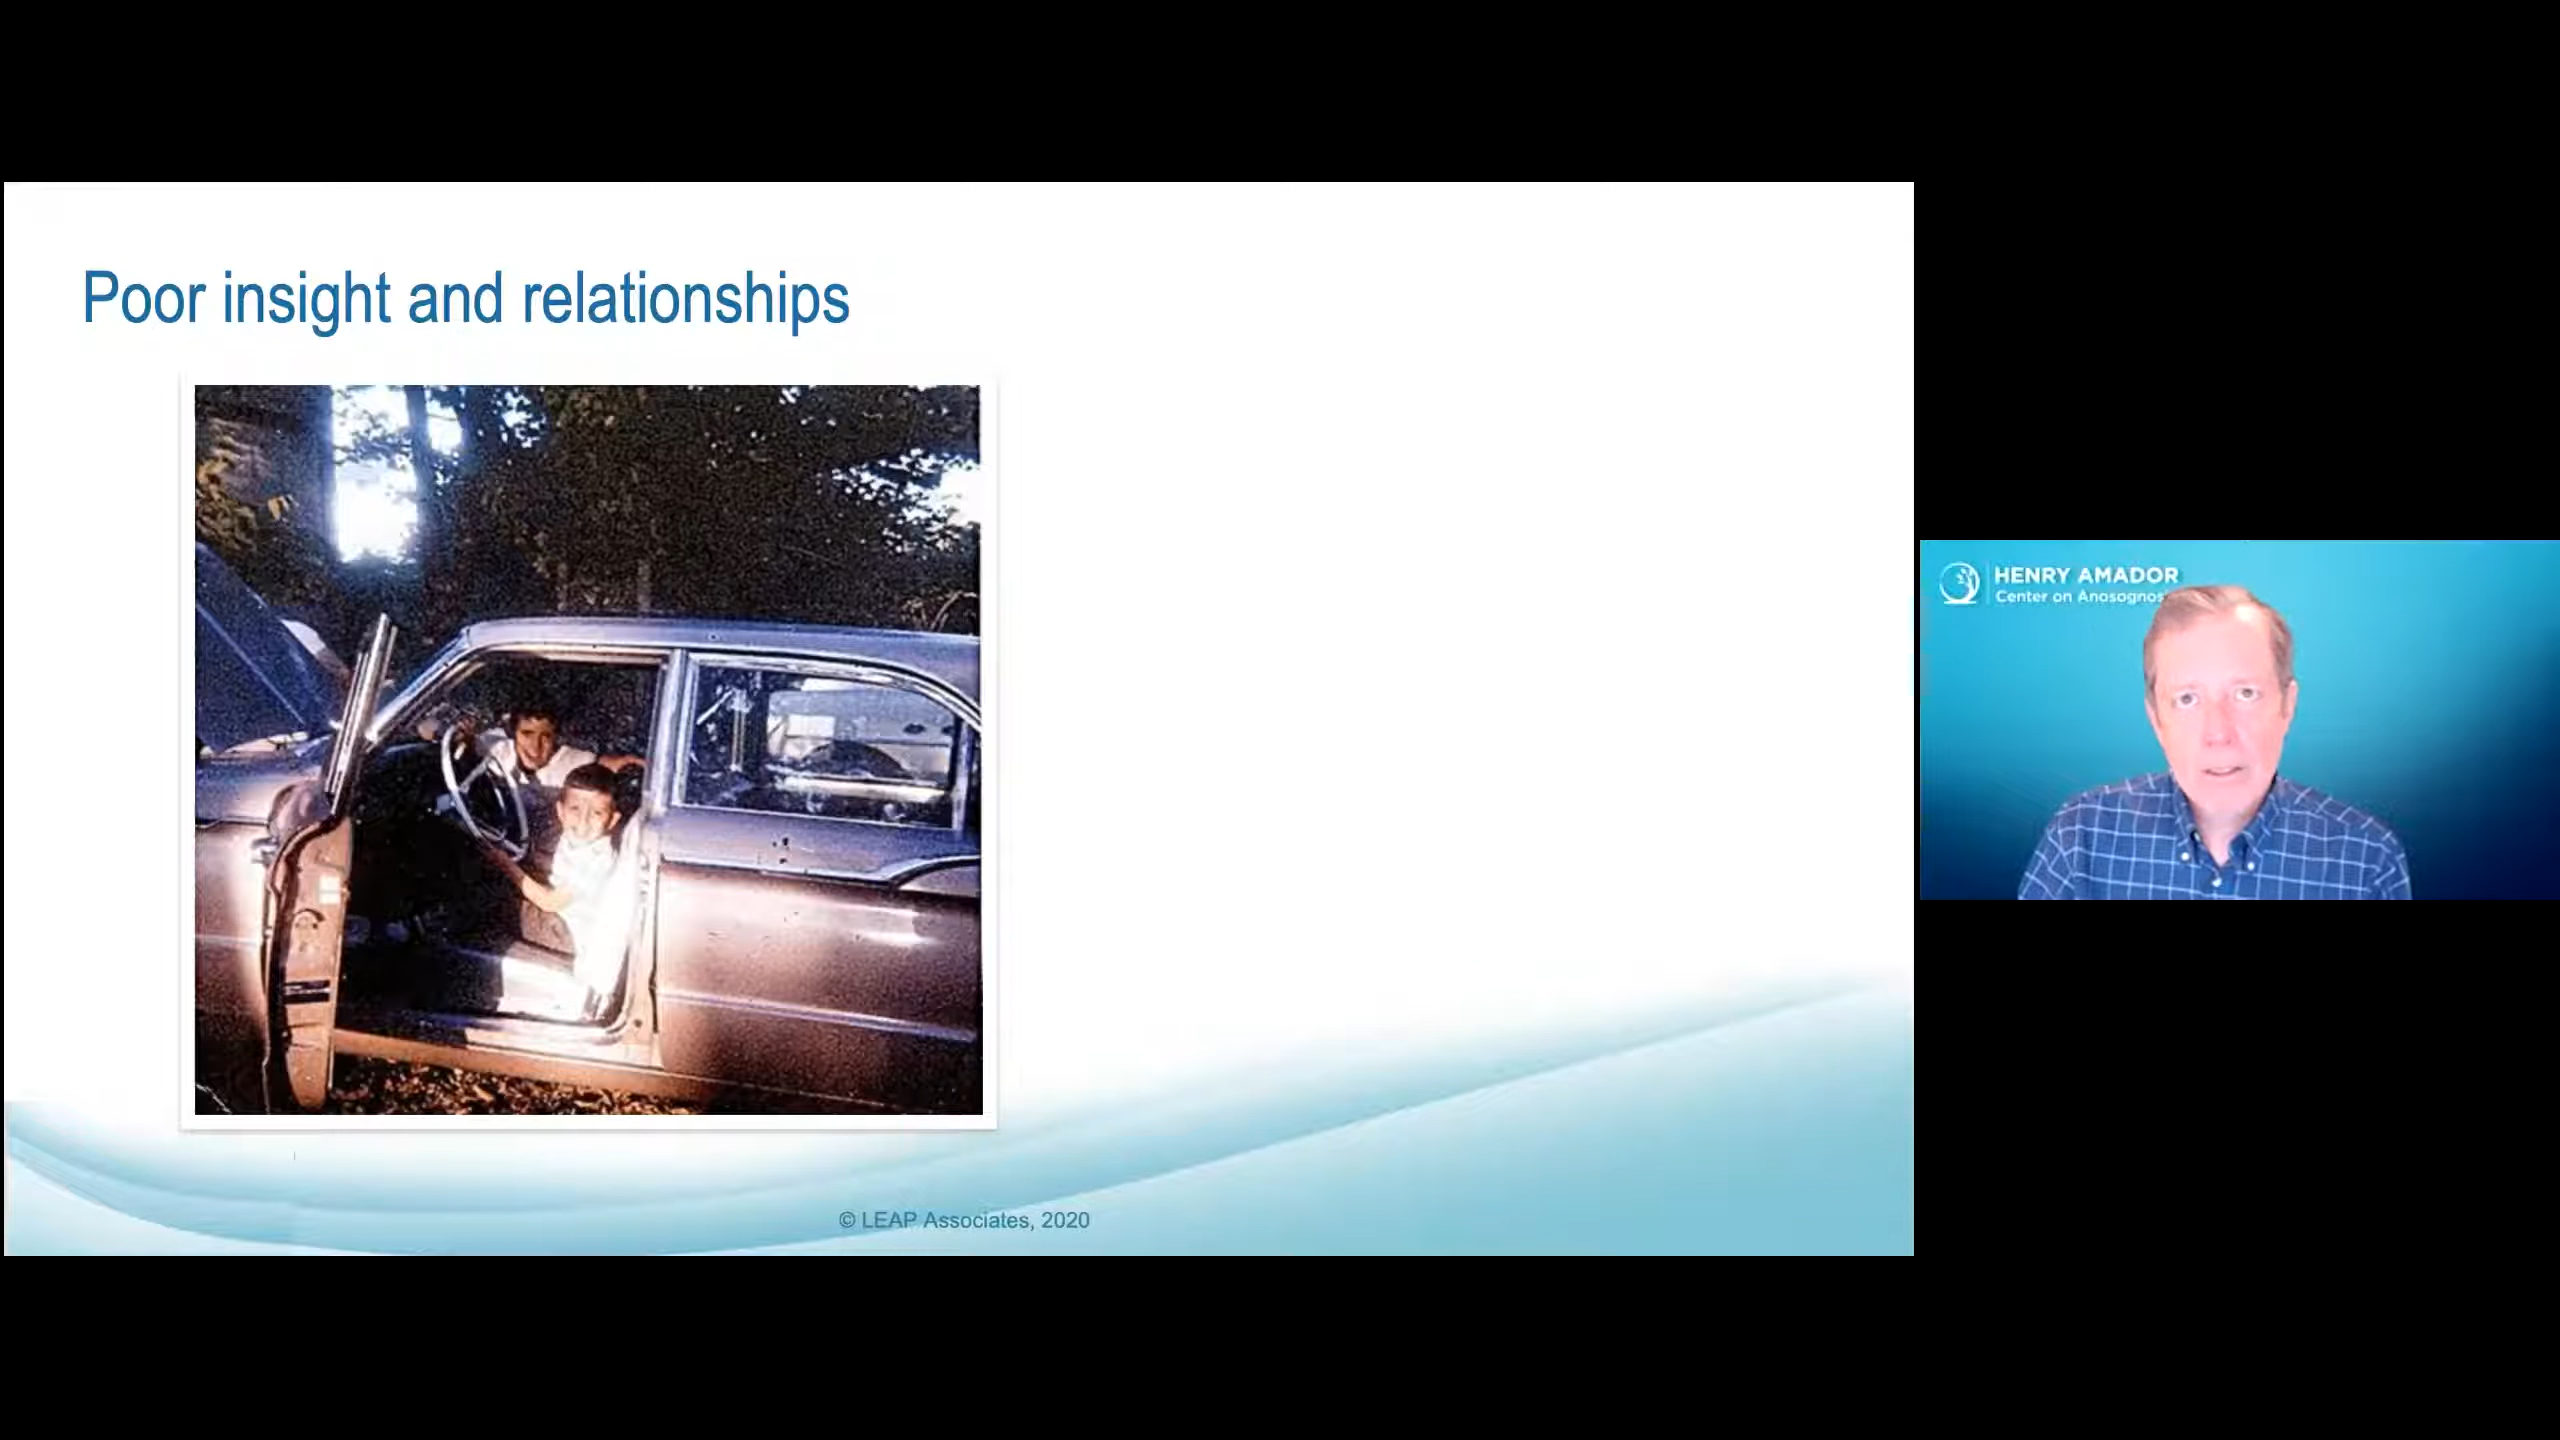 Poor insight and relationships
© LEAP Associates, 2020
HENRY AMADOR
Center on Anosognos